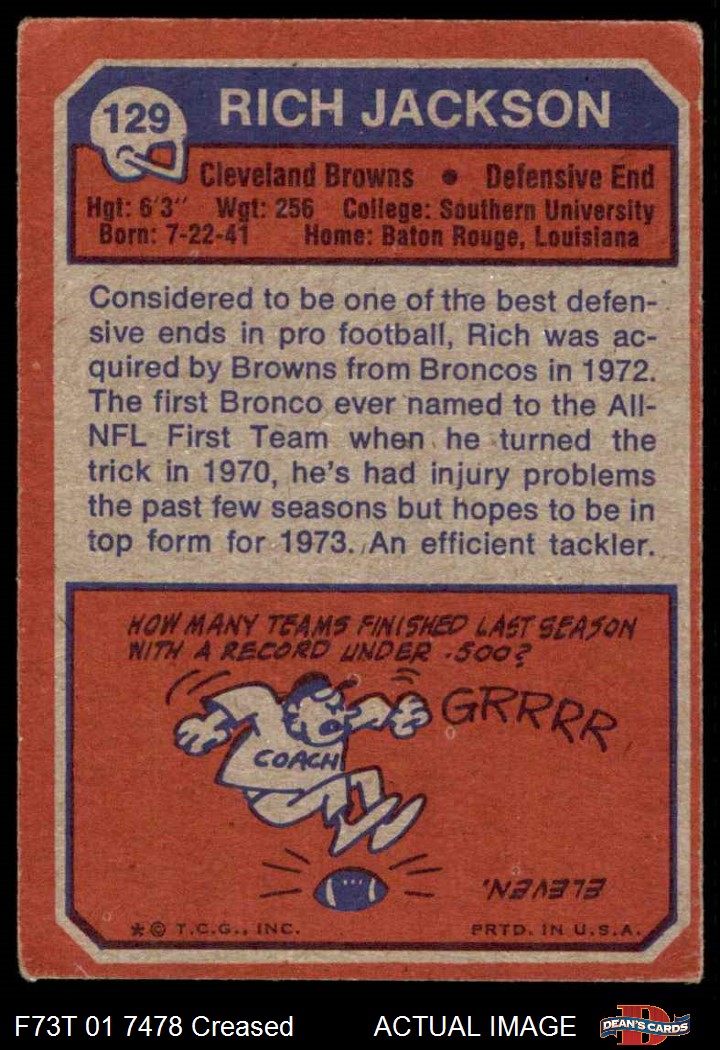 129
RICH JACKSON
Cleveland Browns • Defensive End
Hgt: 6'3" Wgt: 256 College: Southern University
Born: 7-22-41 Home: Baton Rouge, Louisiana
Considered to be one of the best defen-
sive ends in pro football, Rich was ac-
quired by Browns from Broncos in 1972.
The first Bronco ever named to the All-
NFL First Team when he turned the
trick in 1970, he's had injury problems
the past few seasons but hopes to be in
top form for 1973. An efficient tackler.
HOW MANY TEAMS FINISHED LAST SEASON
WITH A RECORD UNDER .500?
GRRRR
COACH
ELEVEN.
* © T.C.G., INC. PRTD. IN U.S.A.
F73T 01 7478 Creased ACTUAL IMAGE
D
DEAN'S CARDS